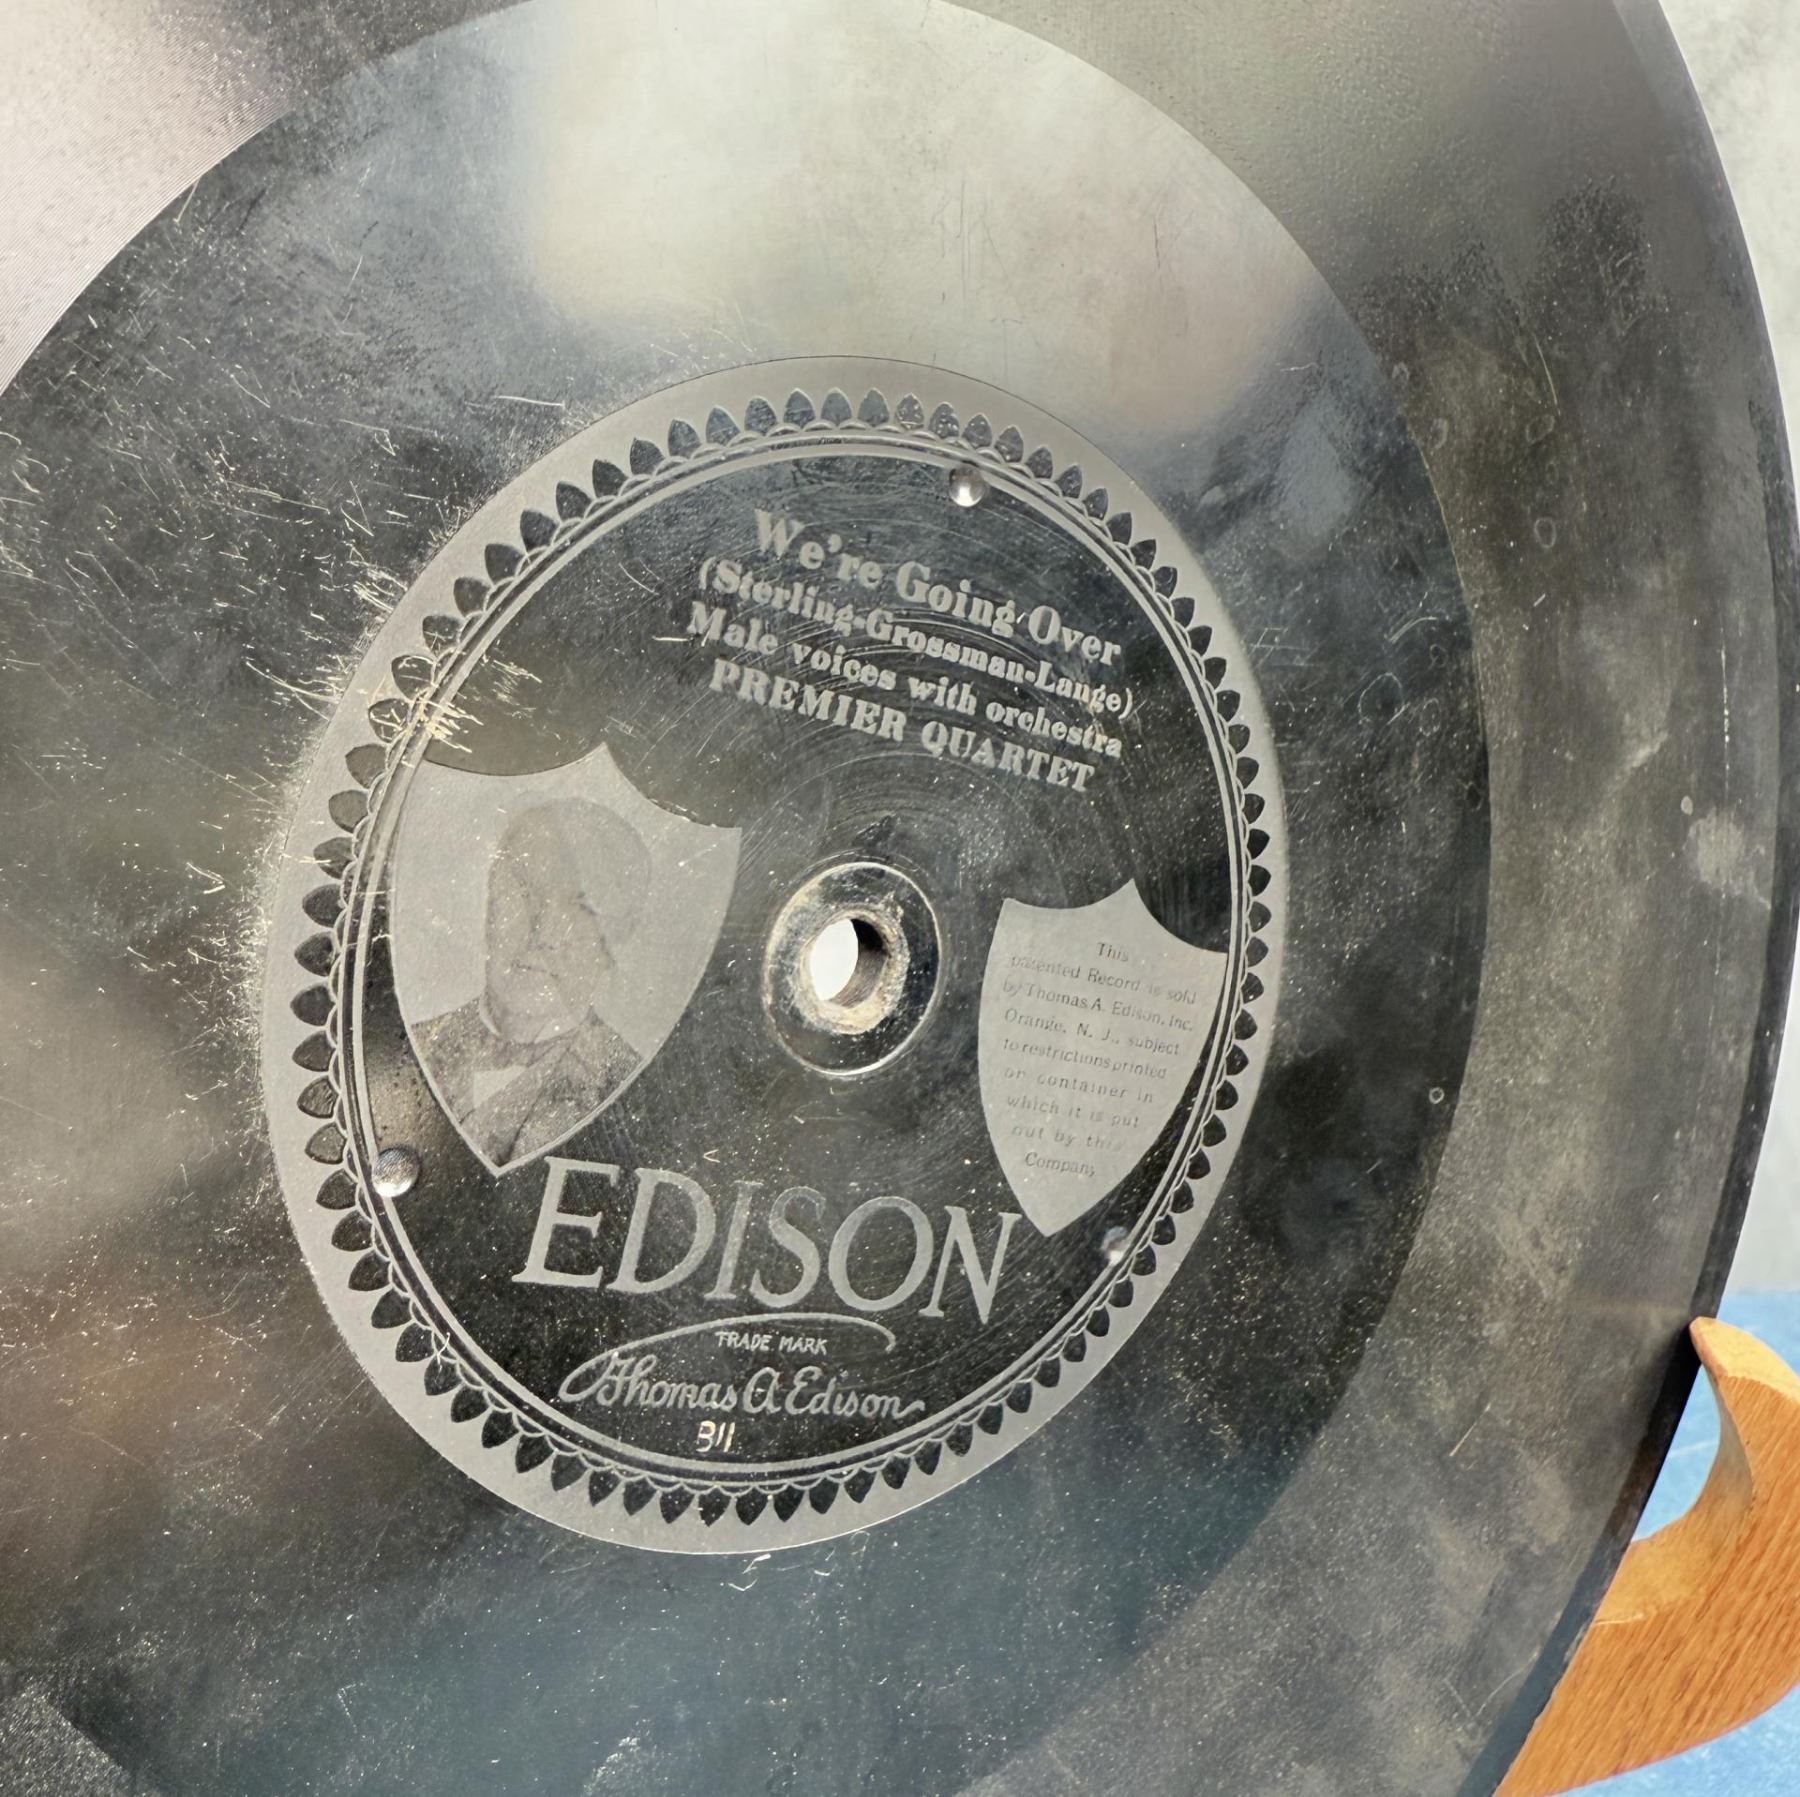 We're Going Over
(Sterling-Grossman-Lange)
Male voices with orchestra
PREMIER QUARTET
This
patented Record is sold
by Thomas A. Edison, Inc.
Orange, N. J., subject
to restrictions printed
on container in
which it is put
out by this
Company
EDISON
TRADE MARK
Thomas A Edison
B11